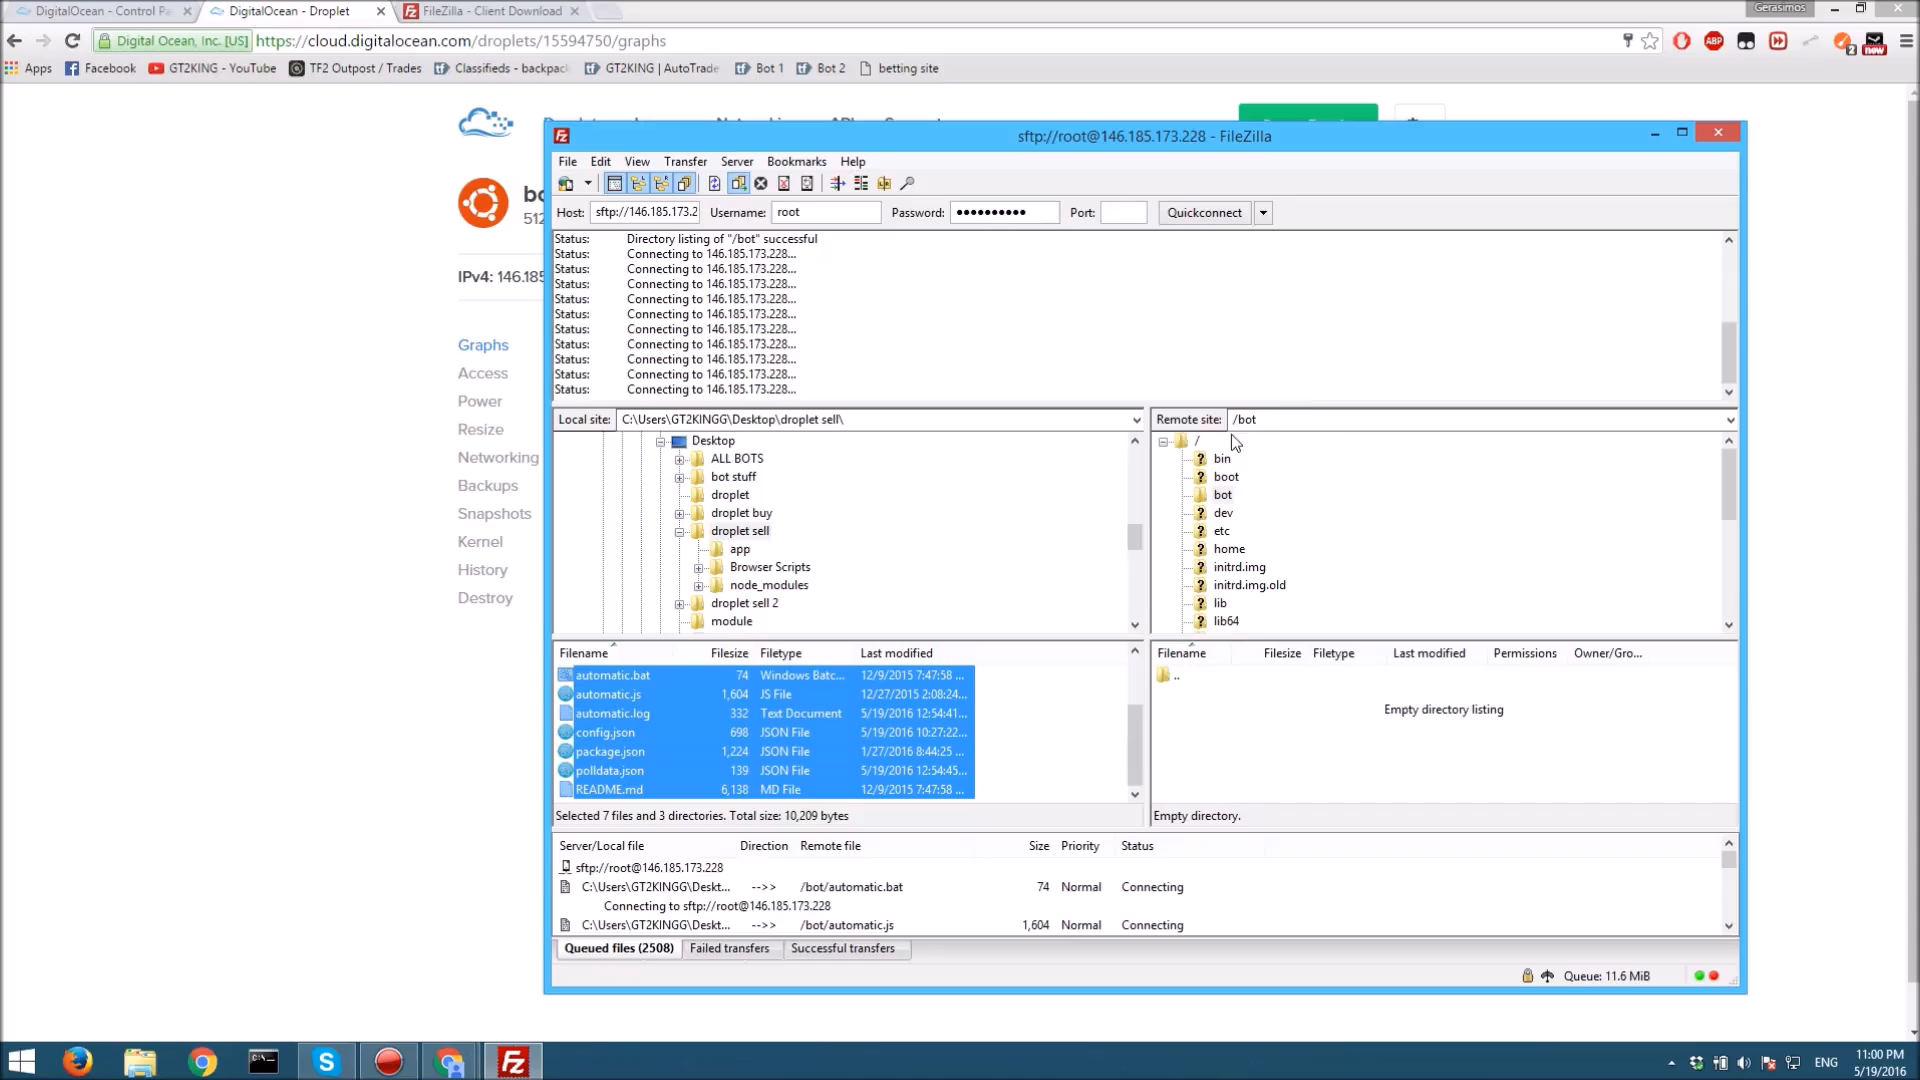 DigitalOcean - Control Pa
DigitalOcean - Droplet
FileZilla - Client Download
Gerasimos
Digital Ocean, Inc. [US] https://cloud.digitalocean.com/droplets/15594750/graphs
ABP
2
now
Apps
Facebook
GT2KING - YouTube
TF2 Outpost / Trades
Classifieds - backpack
GT2KING | AutoTrade
Bot 1
Bot 2
betting site
sftp://root@146.185.173.228 - FileZilla
File Edit View Transfer Server Bookmarks Help
bo
512
Host: sftp://146.185.173.2 Username: root Password: •••••••••• Port: Quickconnect
Status: Directory listing of "/bot" successful
Status: Connecting to 146.185.173.228...
Status: Connecting to 146.185.173.228...
Status: Connecting to 146.185.173.228...
Status: Connecting to 146.185.173.228...
Status: Connecting to 146.185.173.228...
Status: Connecting to 146.185.173.228...
Status: Connecting to 146.185.173.228...
Status: Connecting to 146.185.173.228...
Status: Connecting to 146.185.173.228...
Status: Connecting to 146.185.173.228...
IPv4: 146.185
Graphs
Access
Power
Resize
Networking
Backups
Snapshots
Kernel
History
Destroy
Local site: C:\Users\GT2KINGG\Desktop\droplet sell\
Desktop
ALL BOTS
bot stuff
droplet
droplet buy
droplet sell
app
Browser Scripts
node_modules
droplet sell 2
module
Remote site: /bot
/
bin
boot
bot
dev
etc
home
initrd.img
initrd.img.old
lib
lib64
Filename Filesize Filetype Last modified
automatic.bat 74 Windows Batc... 12/9/2015 7:47:58 ...
automatic.js 1,604 JS File 12/27/2015 2:08:24...
automatic.log 332 Text Document 5/19/2016 12:54:41...
config.json 698 JSON File 5/19/2016 10:27:22...
package.json 1,224 JSON File 1/27/2016 8:44:25 ...
polldata.json 139 JSON File 5/19/2016 12:54:45...
README.md 6,138 MD File 12/9/2015 7:47:58 ...
Selected 7 files and 3 directories. Total size: 10,209 bytes
Filename Filesize Filetype Last modified Permissions Owner/Gro...
..
Empty directory listing
Empty directory.
Server/Local file Direction Remote file Size Priority Status
sftp://root@146.185.173.228
C:\Users\GT2KINGG\Deskt... -->> /bot/automatic.bat 74 Normal Connecting
Connecting to sftp://root@146.185.173.228
C:\Users\GT2KINGG\Deskt... -->> /bot/automatic.js 1,604 Normal Connecting
Queued files (2508) Failed transfers Successful transfers
Queue: 11.6 MiB
ENG
11:00 PM
5/19/2016